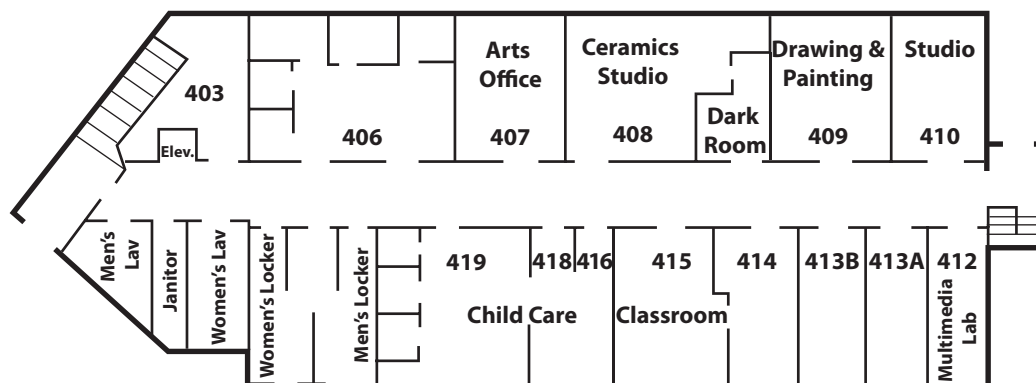 Arts
Office
Ceramics
Studio
Drawing &
Painting
Studio
403
Dark
Room
406
407
408
409
410
Elev.
Men's
Lav
Janitor
Women's Lav
Women's Locker
Men's Locker
419
418
416
415
414
413B
413A
412
Child Care
Classroom
Multimedia
Lab